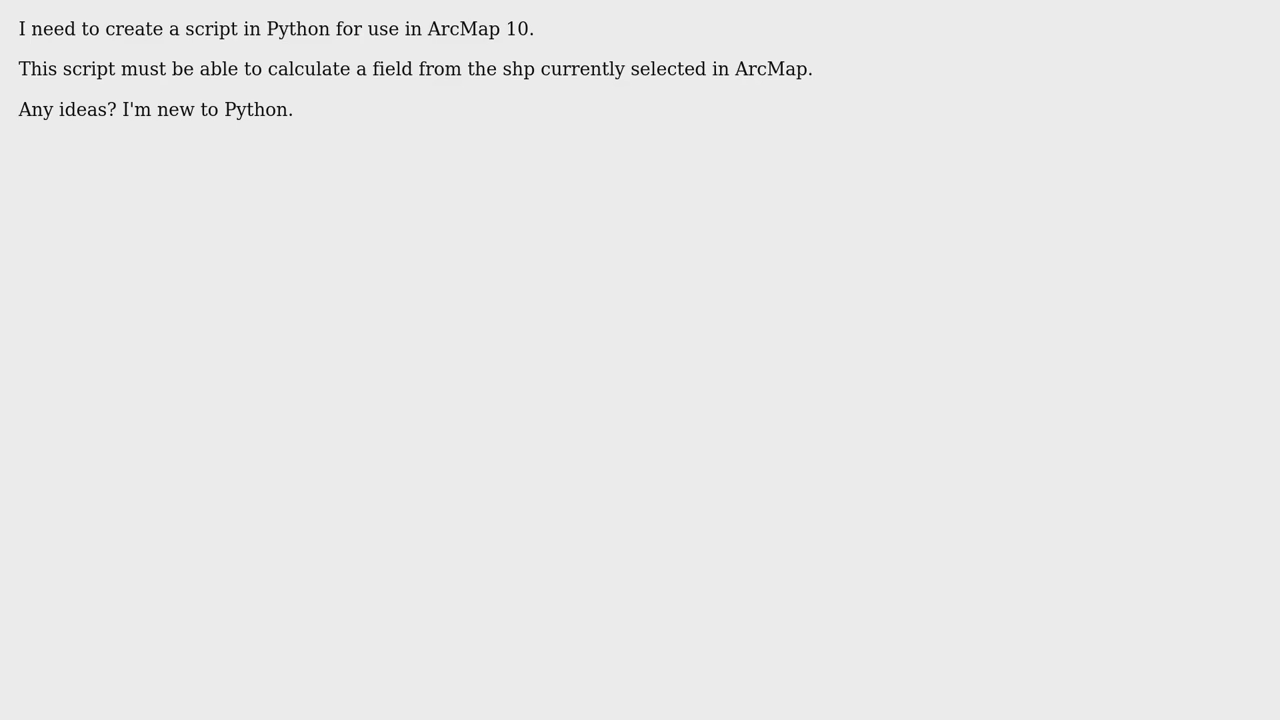 I need to create a script in Python for use in ArcMap 10.
This script must be able to calculate a field from the shp currently selected in ArcMap.
Any ideas? I'm new to Python.